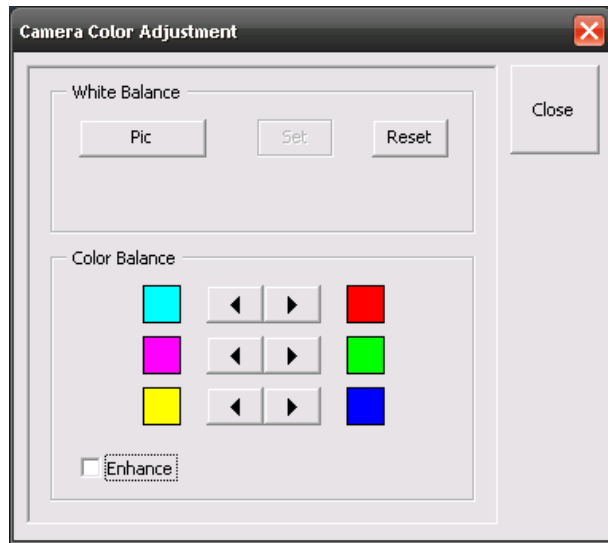 Camera Color Adjustment
White Balance
Pic
Set
Reset
Close
Color Balance
Enhance